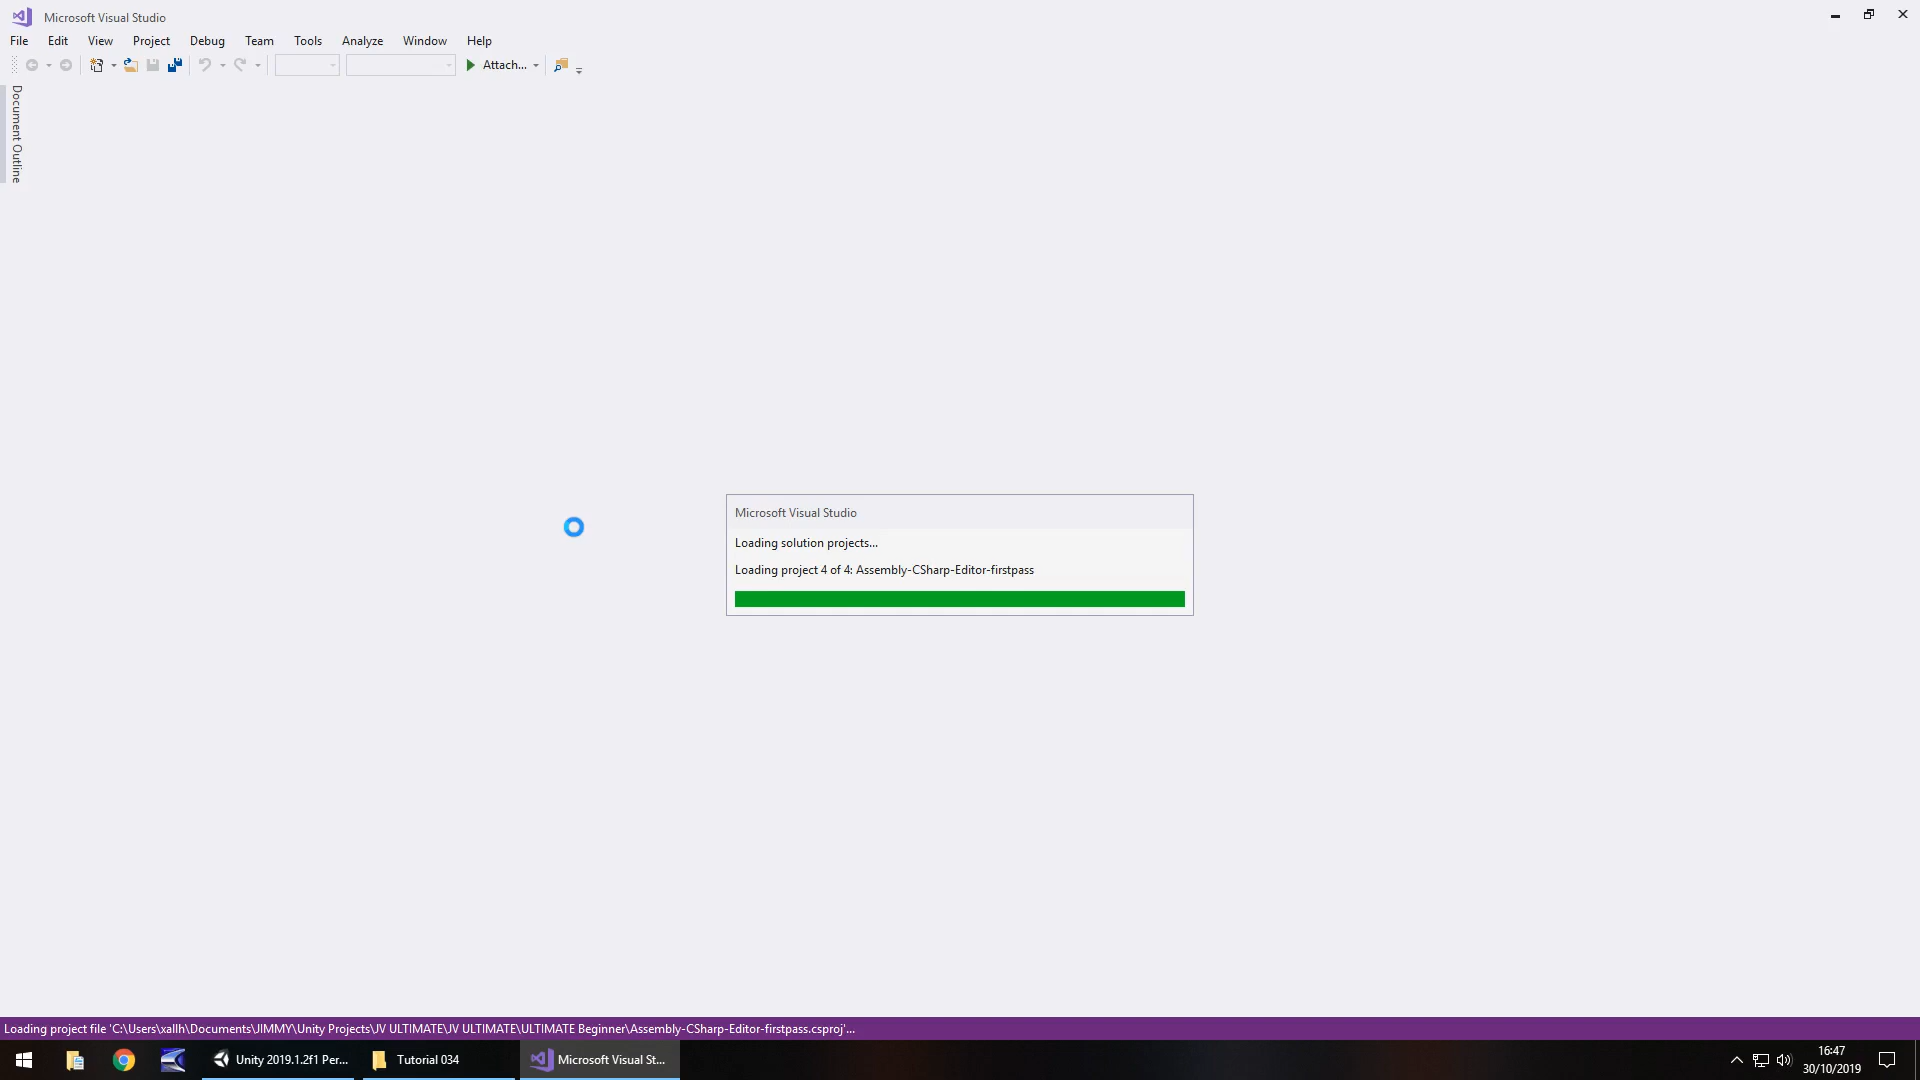 Microsoft Visual Studio
File Edit View Project Debug Team Tools Analyze Window Help
Attach...
Document Outline
Microsoft Visual Studio
Loading solution projects...
Loading project 4 of 4: Assembly-CSharp-Editor-firstpass
Loading project file 'C:\Users\xallh\Documents\JIMMY\Unity Projects\JV ULTIMATE\JV ULTIMATE\ULTIMATE Beginner\Assembly-CSharp-Editor-firstpass.csproj'...
Unity 2019.1.2f1 Per... Tutorial 034 Microsoft Visual St... 16:47
30/10/2019